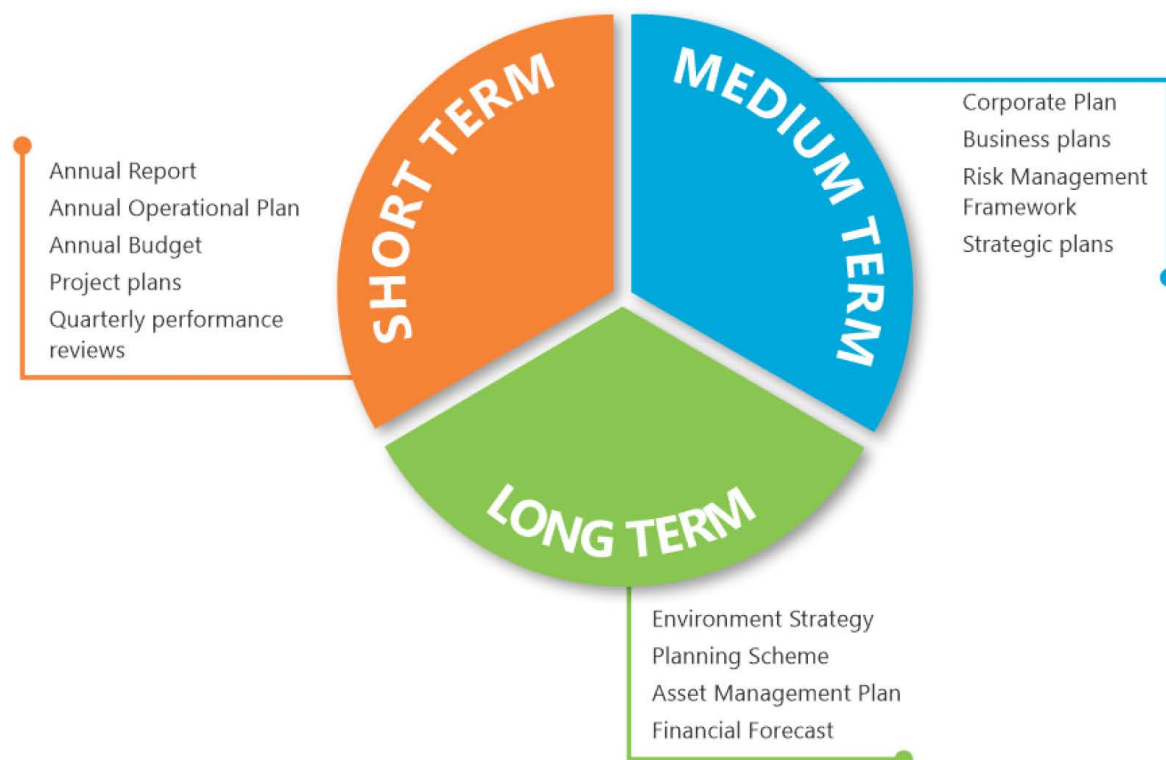 SHORT TERM
Annual Report
Annual Operational Plan
Annual Budget
Project plans
Quarterly performance
reviews
MEDIUM TERM
Corporate Plan
Business plans
Risk Management
Framework
Strategic plans
LONG TERM
Environment Strategy
Planning Scheme
Asset Management Plan
Financial Forecast